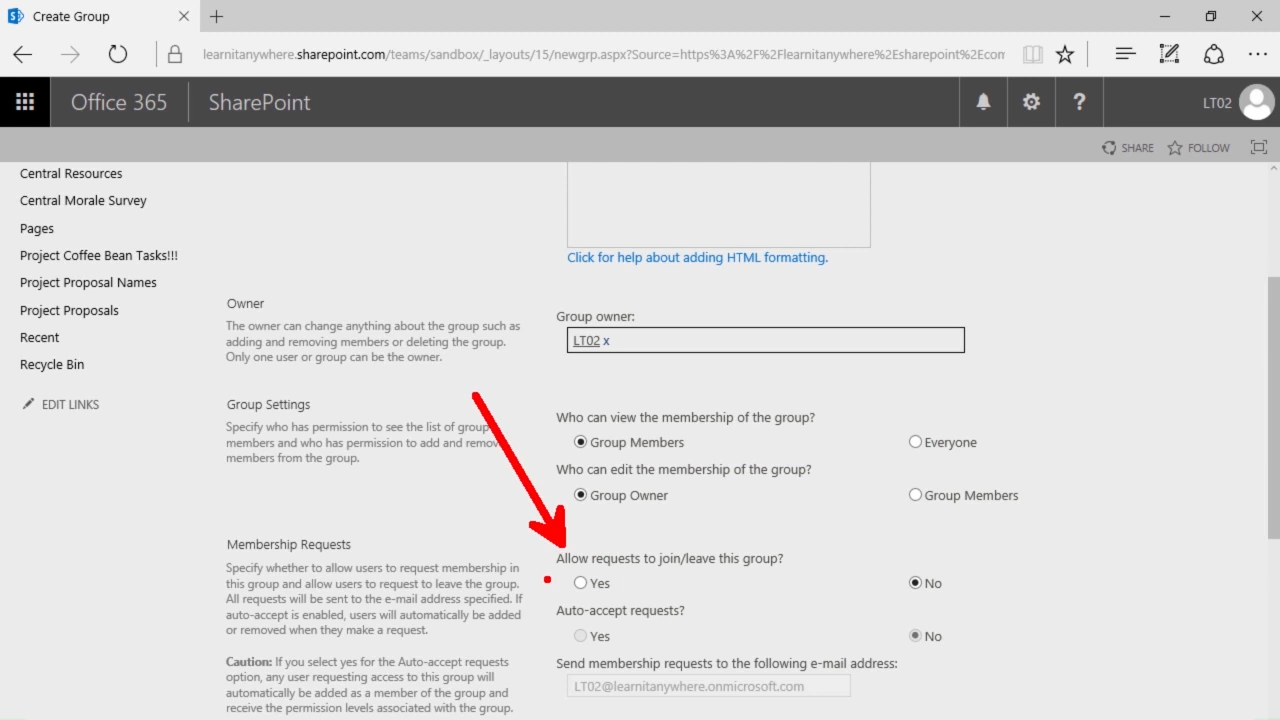 Create Group
learnitanywhere.sharepoint.com/teams/sandbox/_layouts/15/newgrp.aspx?Source=https%3A%2F%2Flearnitanywhere%2Esharepoint%2Ecom
Office 365
SharePoint
?
LT02
SHARE
FOLLOW
Central Resources
Central Morale Survey
Pages
Project Coffee Bean Tasks!!!
Project Proposal Names
Project Proposals
Recent
Recycle Bin
EDIT LINKS
Click for help about adding HTML formatting.
Owner
The owner can change anything about the group such as
adding and removing members or deleting the group.
Only one user or group can be the owner.
Group owner:
LT02 x
Group Settings
Specify who has permission to see the list of group
members and who has permission to add and remove
members from the group.
Who can view the membership of the group?
Group Members
Everyone
Who can edit the membership of the group?
Group Owner
Group Members
Membership Requests
Specify whether to allow users to request membership in
this group and allow users to request to leave the group.
All requests will be sent to the e-mail address specified. If
auto-accept is enabled, users will automatically be added
or removed when they make a request.
Caution: If you select yes for the Auto-accept requests
option, any user requesting access to this group will
automatically be added as a member of the group and
receive the permission levels associated with the group.
Allow requests to join/leave this group?
Yes
No
Auto-accept requests?
Yes
No
Send membership requests to the following e-mail address:
LT02@learnitanywhere.onmicrosoft.com